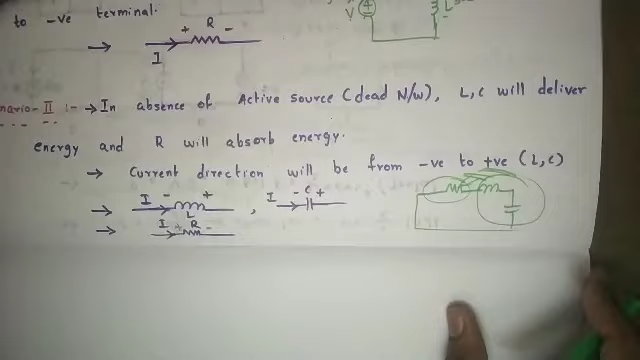 to -ve terminal.
+ R -
→ I
V L
nario-II :- → In absence of Active source (dead N/w), L,C will deliver
energy and R will absorb energy.
→ Current direction will be from -ve to +ve (L,C)
→ I - L + , I - C +
→ I + R -